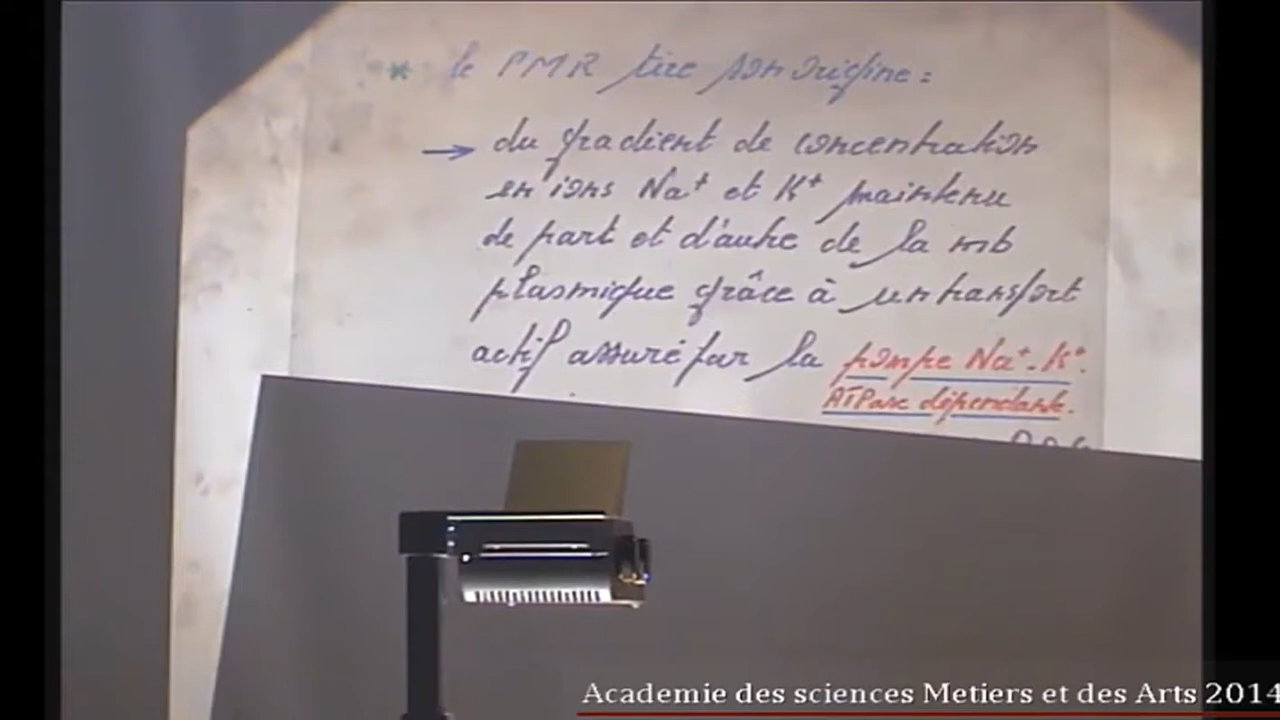 * le PMR tire son origine :
→ du gradient de concentration
en ions Na⁺ et K⁺ maintenu
de part et d'autre de la mb
plasmique grâce à un transport
actif assuré par la pompe Na⁺. K⁺.
ATPase dépendante.
Academie des sciences Metiers et des Arts 2014